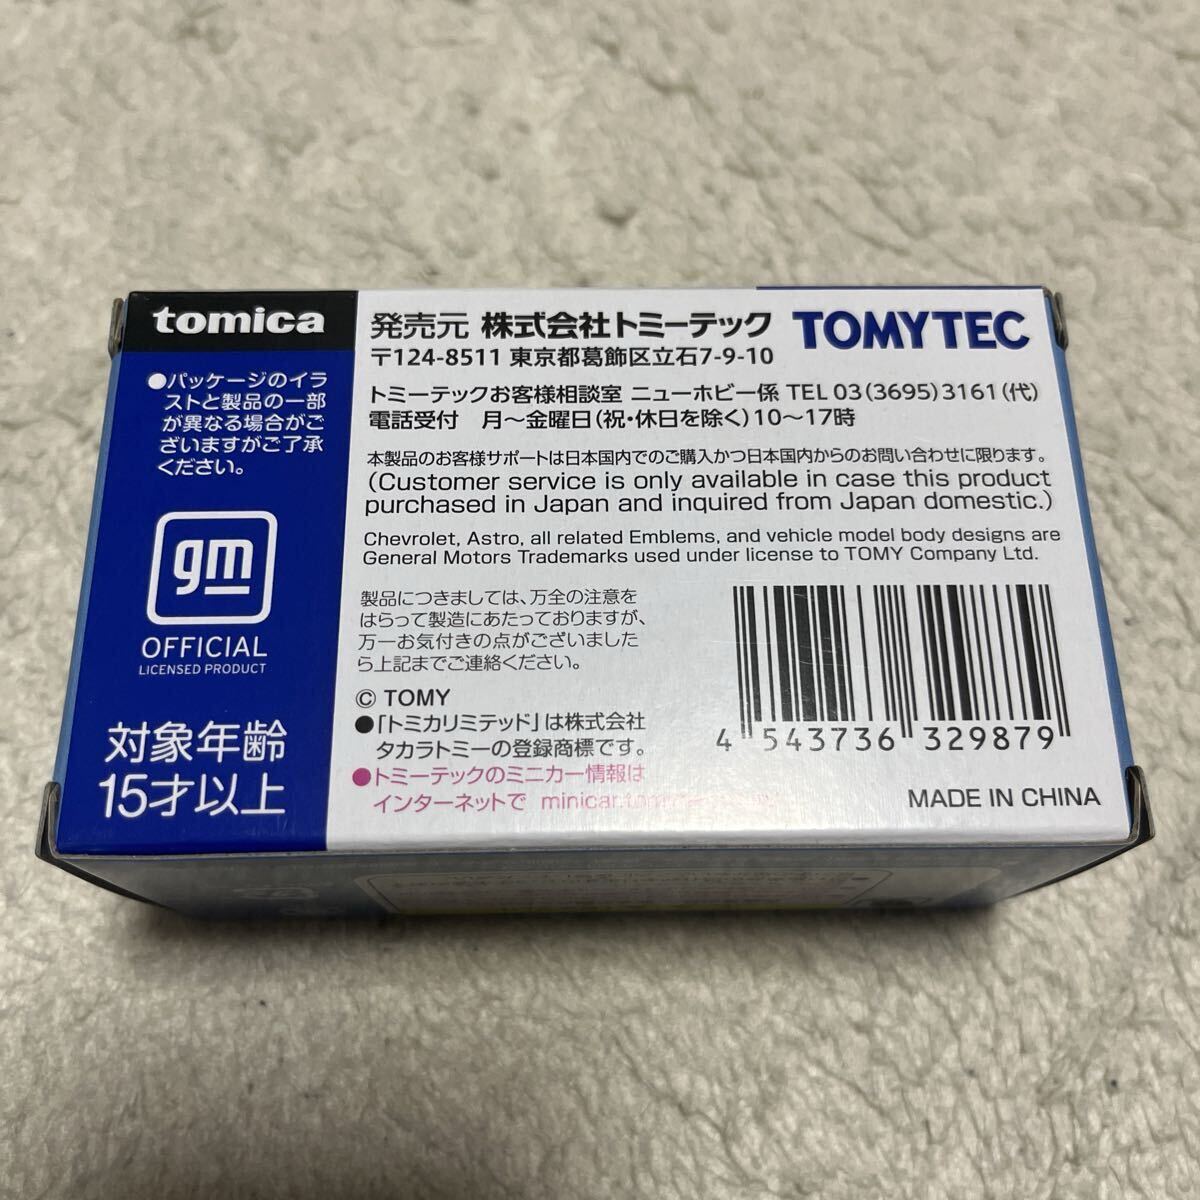 tomica
●パッケージのイラ
ストと製品の一部
が異なる場合がご
ざいますがご了承
ください。
gm
OFFICIAL
LICENSED PRODUCT
対象年齢
15才以上
発売元 株式会社トミーテック
TOMYTEC
〒124-8511 東京都葛飾区立石7-9-10
トミーテックお客様相談室 ニューホビー係 TEL 03(3695)3161(代)
電話受付 月〜金曜日(祝・休日を除く)10〜17時
本製品のお客様サポートは日本国内でのご購入かつ日本国内からのお問い合わせに限ります。
(Customer service is only available in case this product
purchased in Japan and inquired from Japan domestic.)
Chevrolet, Astro, all related Emblems, and vehicle model body designs are
General Motors Trademarks used under license to TOMY Company Ltd.
製品につきましては、万全の注意を
はらって製造にあたっておりますが、
万一お気付きの点がございました
ら上記までご連絡ください。
© TOMY
●「トミカリミテッド」は株式会社
タカラトミーの登録商標です。
●トミーテックのミニカー情報は
インターネットで
4 543736 329879
MADE IN CHINA